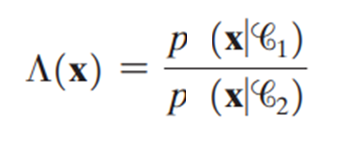 Λ(x) = p (x|𝒞₁) / p (x|𝒞₂)